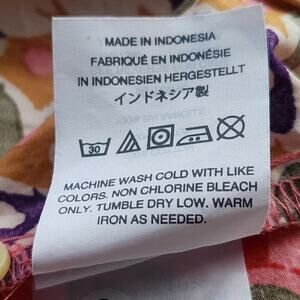 MADE IN INDONESIA
FABRIQUÉ EN INDONÉSIE
IN INDONESIEN HERGESTELLT
インドネシア製
30
MACHINE WASH COLD WITH LIKE
COLORS. NON CHLORINE BLEACH
ONLY. TUMBLE DRY LOW. WARM
IRON AS NEEDED.